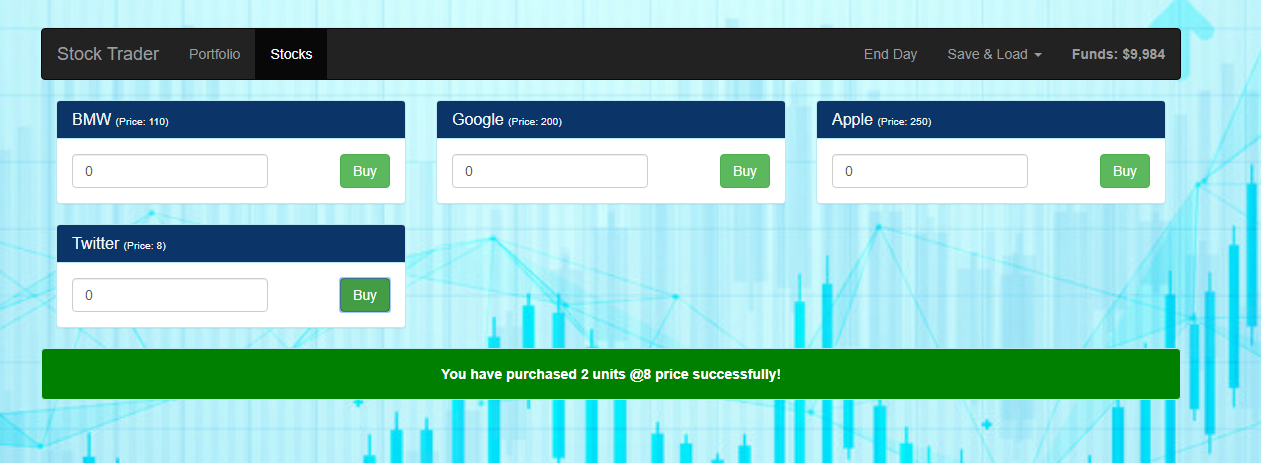 Stock Trader Portfolio Stocks End Day Save & Load Funds: $9,984
BMW (Price: 110) Google (Price: 200) Apple (Price: 250)
0 Buy 0 Buy 0 Buy
Twitter (Price: 8)
0 Buy
You have purchased 2 units @8 price successfully!